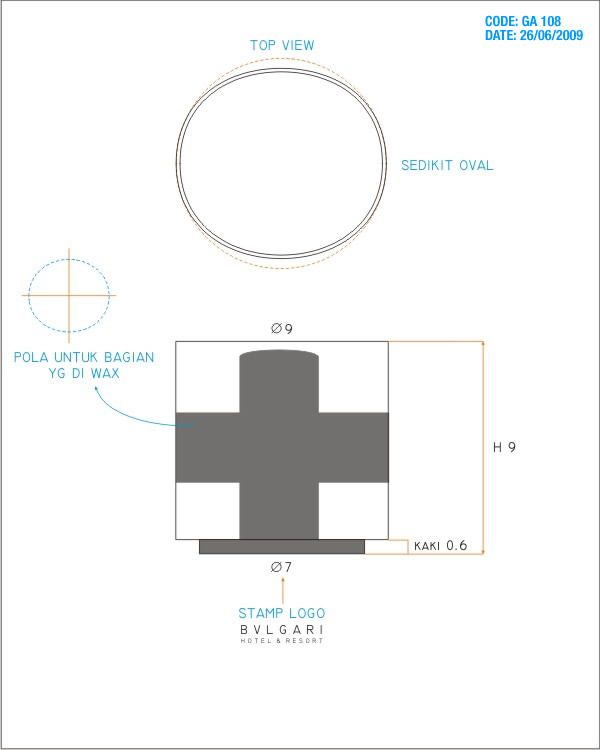 CODE: GA 108
DATE: 26/06/2009
TOP VIEW
SEDIKIT OVAL
Ø9
POLA UNTUK BAGIAN
YG DI WAX
H 9
KAKI 0.6
Ø7
STAMP LOGO
BVLGARI
HOTEL & RESORT